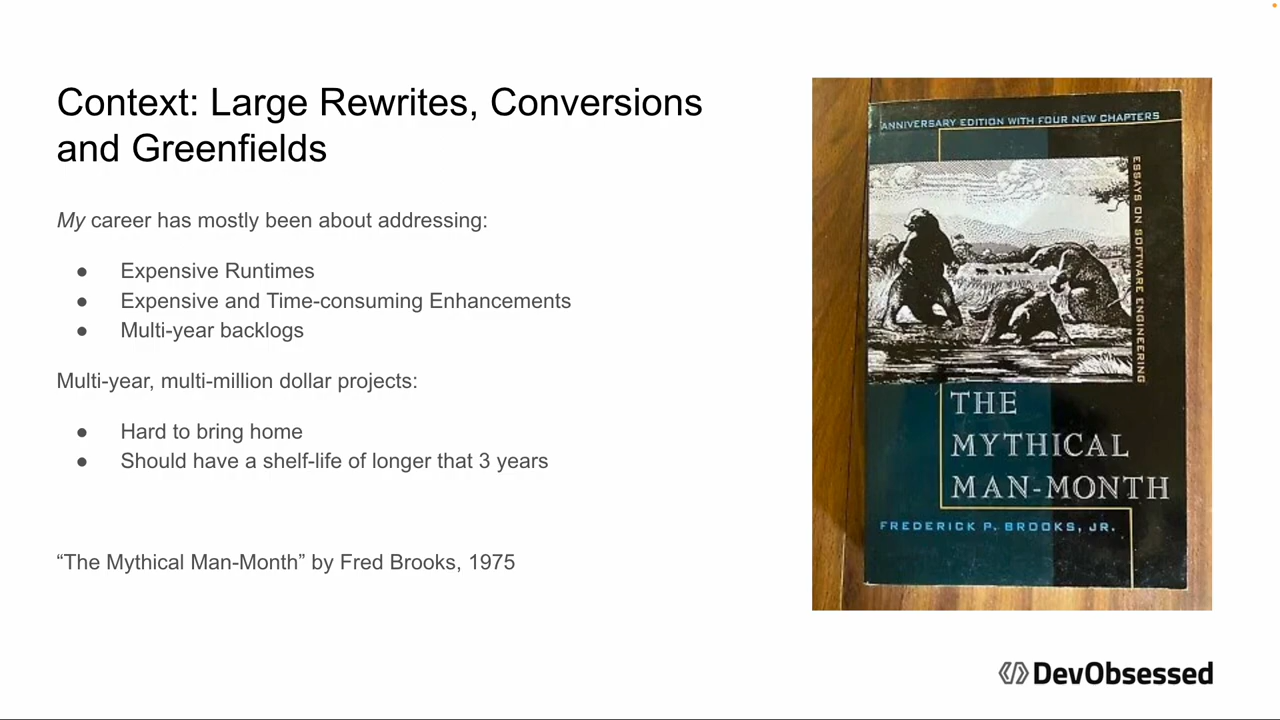 Context: Large Rewrites, Conversions
and Greenfields
My career has mostly been about addressing:
● Expensive Runtimes
● Expensive and Time-consuming Enhancements
● Multi-year backlogs
Multi-year, multi-million dollar projects:
● Hard to bring home
● Should have a shelf-life of longer that 3 years
“The Mythical Man-Month” by Fred Brooks, 1975
ANNIVERSARY EDITION WITH FOUR NEW CHAPTERS
ESSAYS ON SOFTWARE ENGINEERING
THE
MYTHICAL
MAN-MONTH
FREDERICK P. BROOKS, JR.
DevObsessed